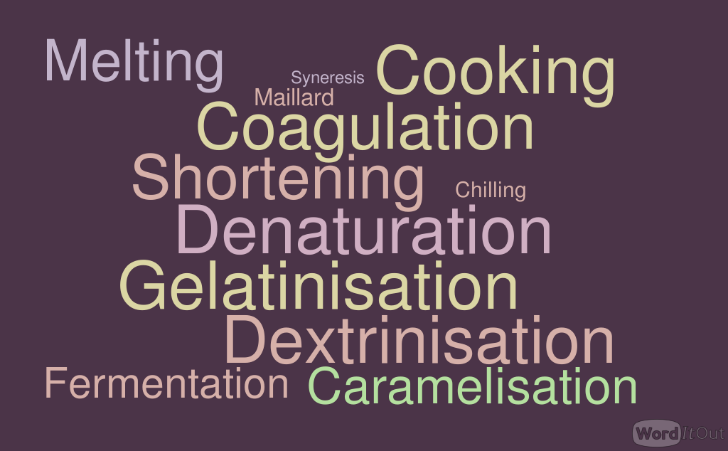 Melting
Syneresis
Cooking
Maillard
Coagulation
Shortening
Chilling
Denaturation
Gelatinisation
Dextrinisation
Fermentation
Caramelisation
WordItOut